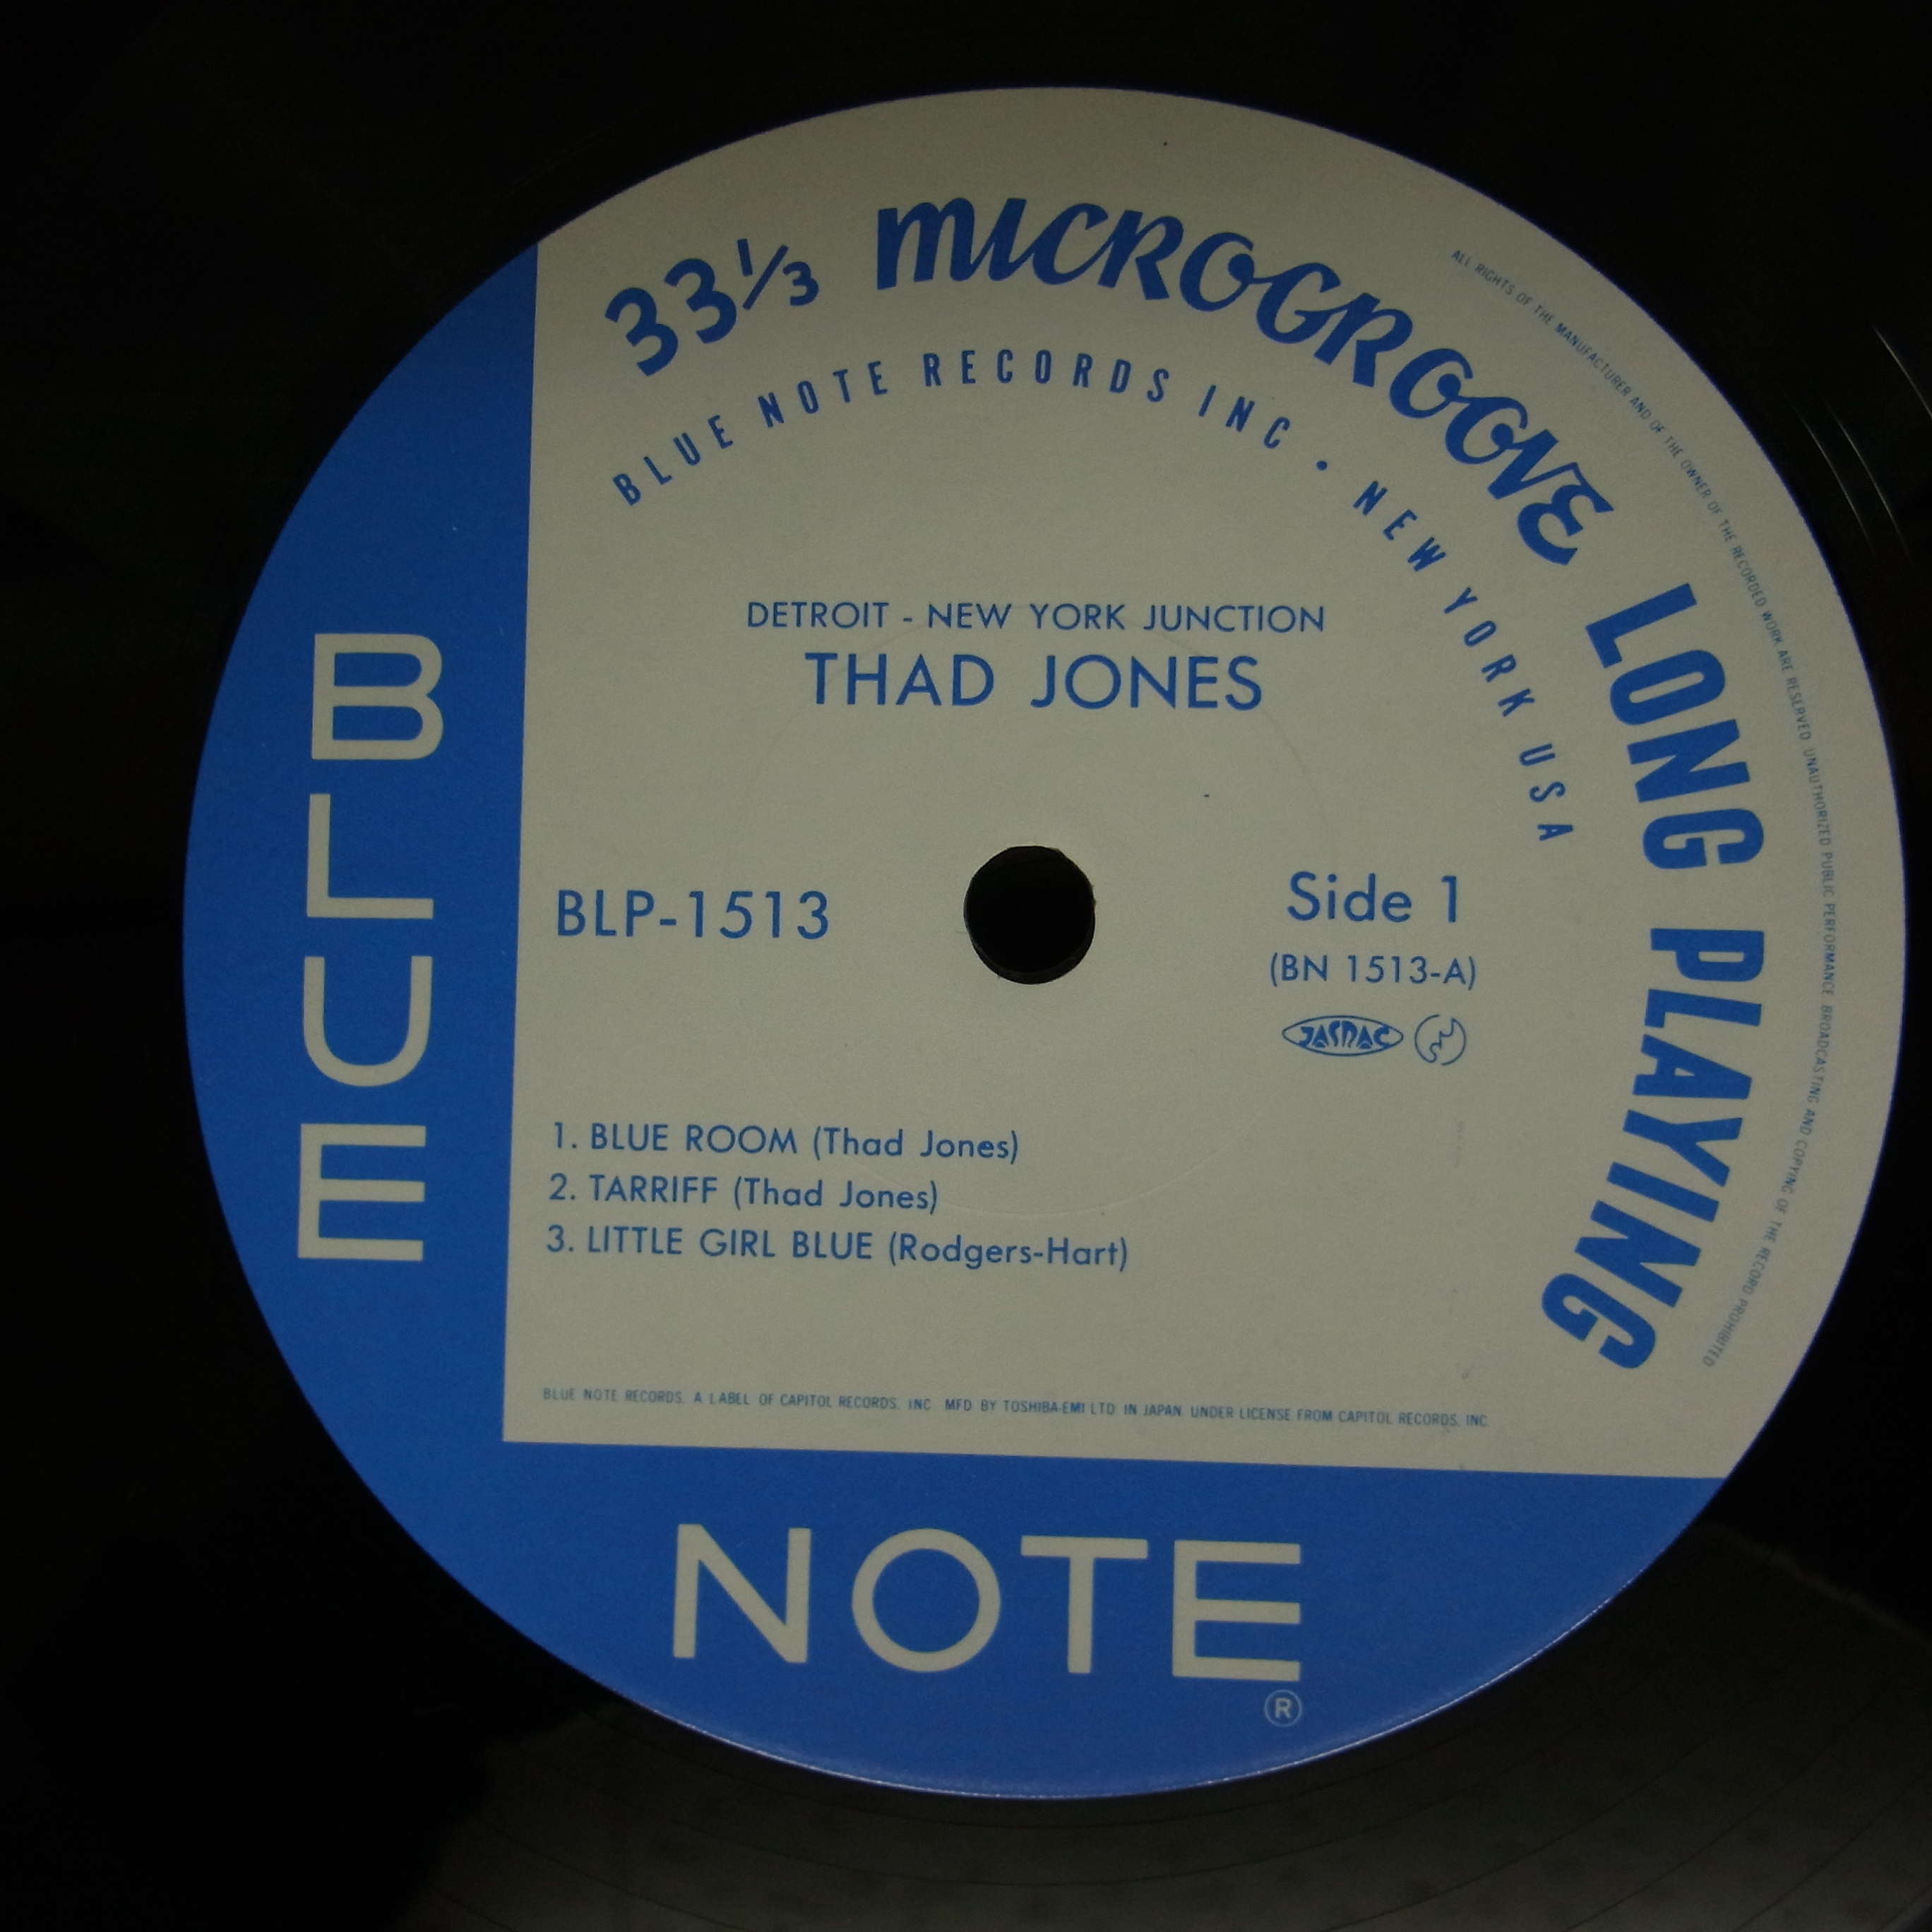 33⅓ MICROGROOVE LONG PLAYING
BLUE NOTE RECORDS INC • NEW YORK USA
ALL RIGHTS OF THE MANUFACTURER AND OF THE OWNER OF THE RECORDED WORK ARE RESERVED UNAUTHORIZED PUBLIC PERFORMANCE BROADCASTING AND COPYING OF THE RECORD PROHIBITED
DETROIT - NEW YORK JUNCTION
THAD JONES
BLP-1513
Side 1
(BN 1513-A)
JASRAC
1. BLUE ROOM (Thad Jones)
2. TARRIFF (Thad Jones)
3. LITTLE GIRL BLUE (Rodgers-Hart)
BLUE NOTE RECORDS, A LABEL OF CAPITOL RECORDS, INC MFD BY TOSHIBA-EMI LTD IN JAPAN UNDER LICENSE FROM CAPITOL RECORDS, INC.
BLUE
NOTE
®